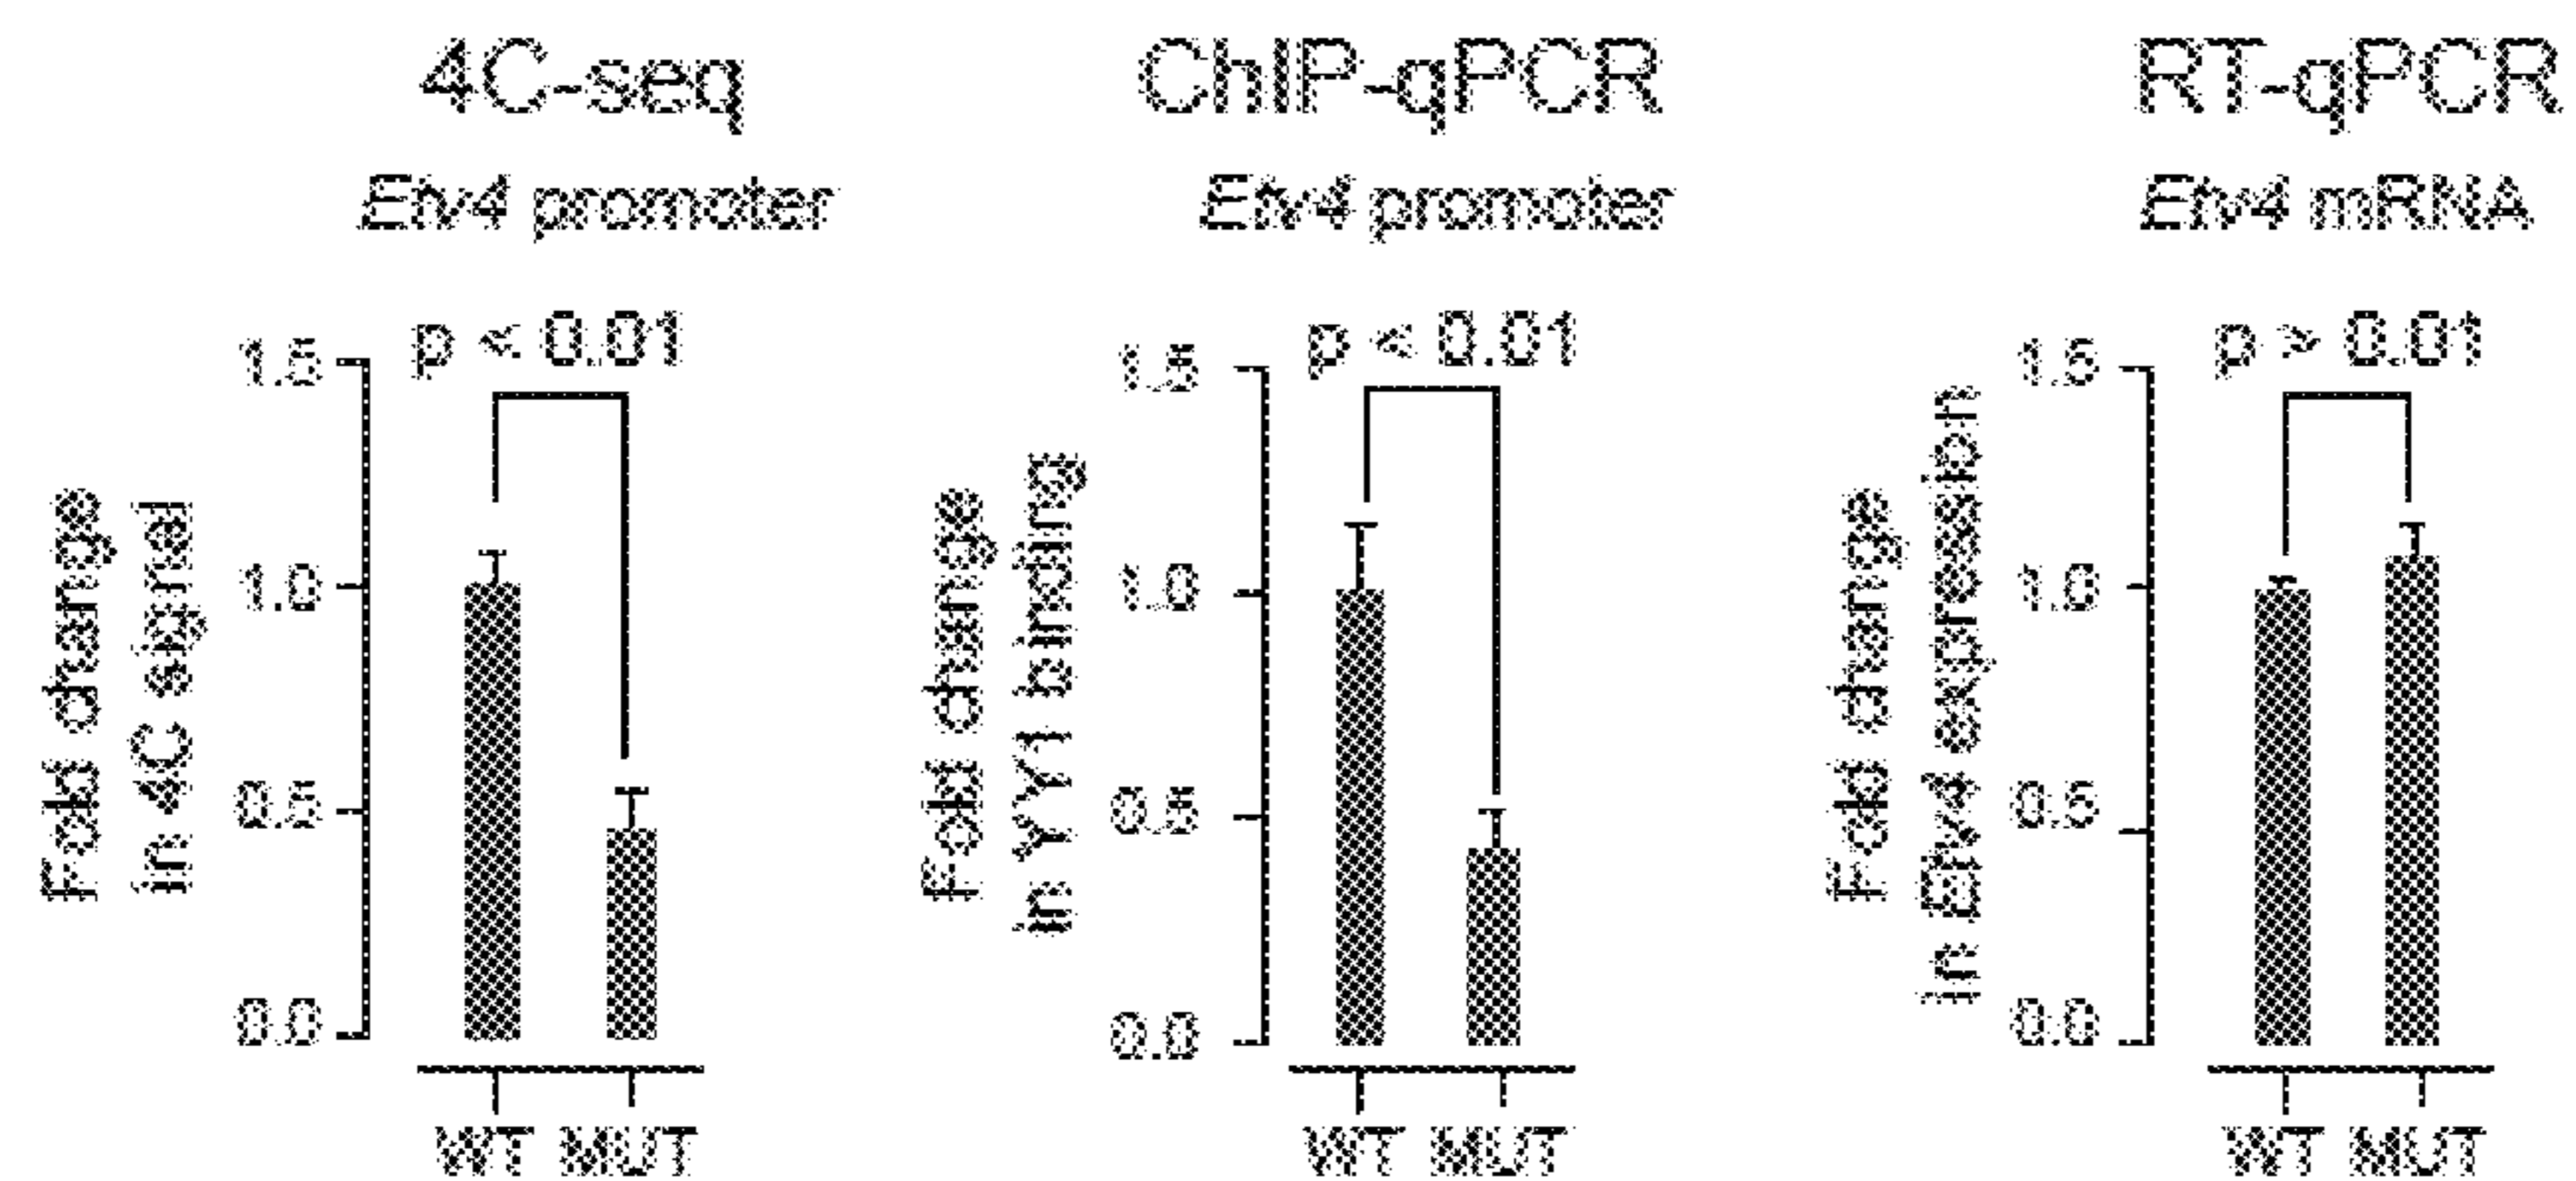 4C-seq
Etv4 promoter
p < 0.01
Fold change
in 4C signal
1.5
1.0
0.5
0.0
WT MUT
ChIP-qPCR
Etv4 promoter
p < 0.01
Fold change
in YY1 binding
1.5
1.0
0.5
0.0
WT MUT
RT-qPCR
Etv4 mRNA
p > 0.01
Fold change
in Etv4 expression
1.5
1.0
0.5
0.0
WT MUT